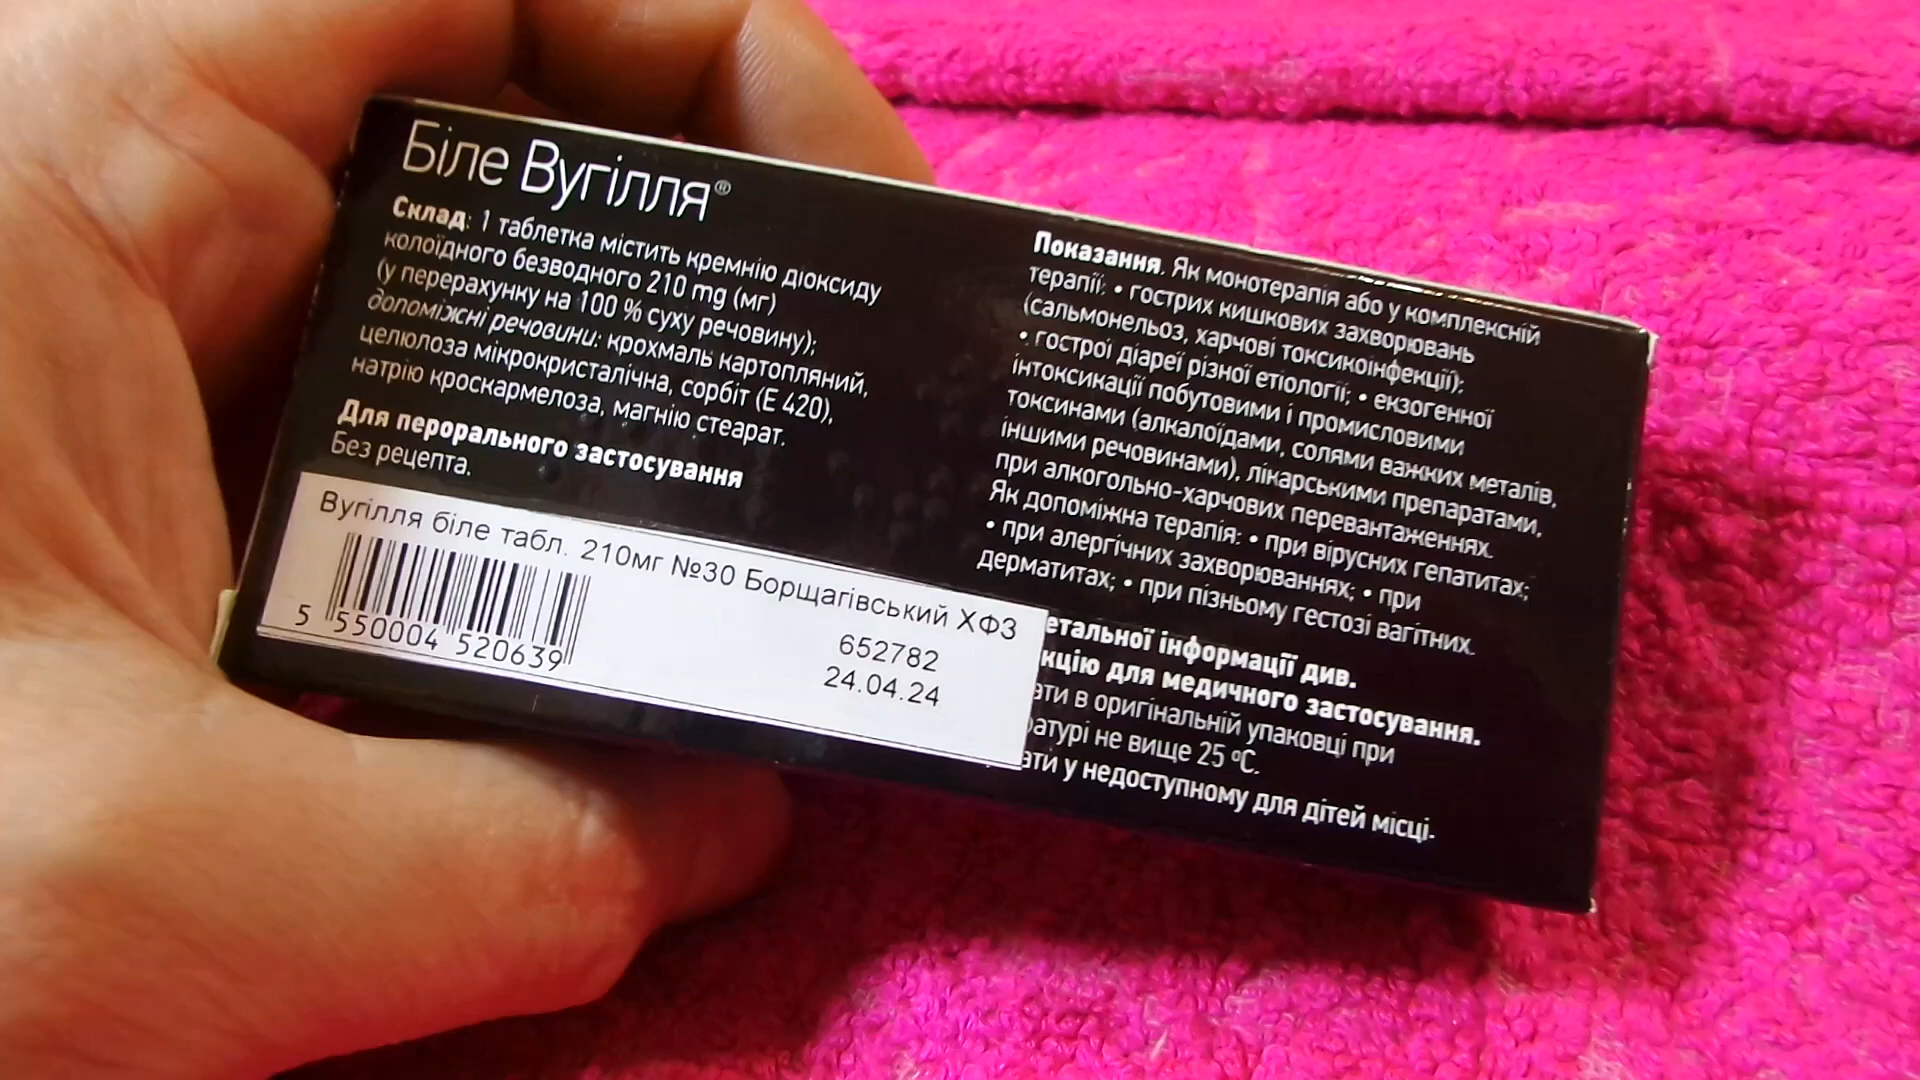 Біле Вугілля®
Склад: 1 таблетка містить кремнію діоксиду
колоїдного безводного 210 mg (мг)
(у перерахунку на 100 % суху речовину);
допоміжні речовини: крохмаль картопляний,
целюлоза мікрокристалічна, сорбіт (Е 420),
натрію кроскармелоза, магнію стеарат.
Для перорального застосування
Без рецепта.
Вугілля біле табл. 210мг №30 Борщагівський ХФЗ
5 550004 520639
652782
24.04.24
Показання. Як монотерапія або у комплексній
терапії: • гострих кишкових захворювань
(сальмонельоз, харчові токсикоінфекції);
• гострої діареї різної етіології; • екзогенної
інтоксикації побутовими і промисловими
токсинами (алкалоїдами, солями важких металів,
іншими речовинами), лікарськими препаратами,
при алкогольно-харчових перевантаженнях.
Як допоміжна терапія: • при вірусних гепатитах;
• при алергічних захворюваннях; • при
дерматитах; • при пізньому гестозі вагітних.
етальної інформації див.
кцію для медичного застосування.
ати в оригінальній упаковці при
ратурі не вище 25 °С.
ати у недоступному для дітей місці.